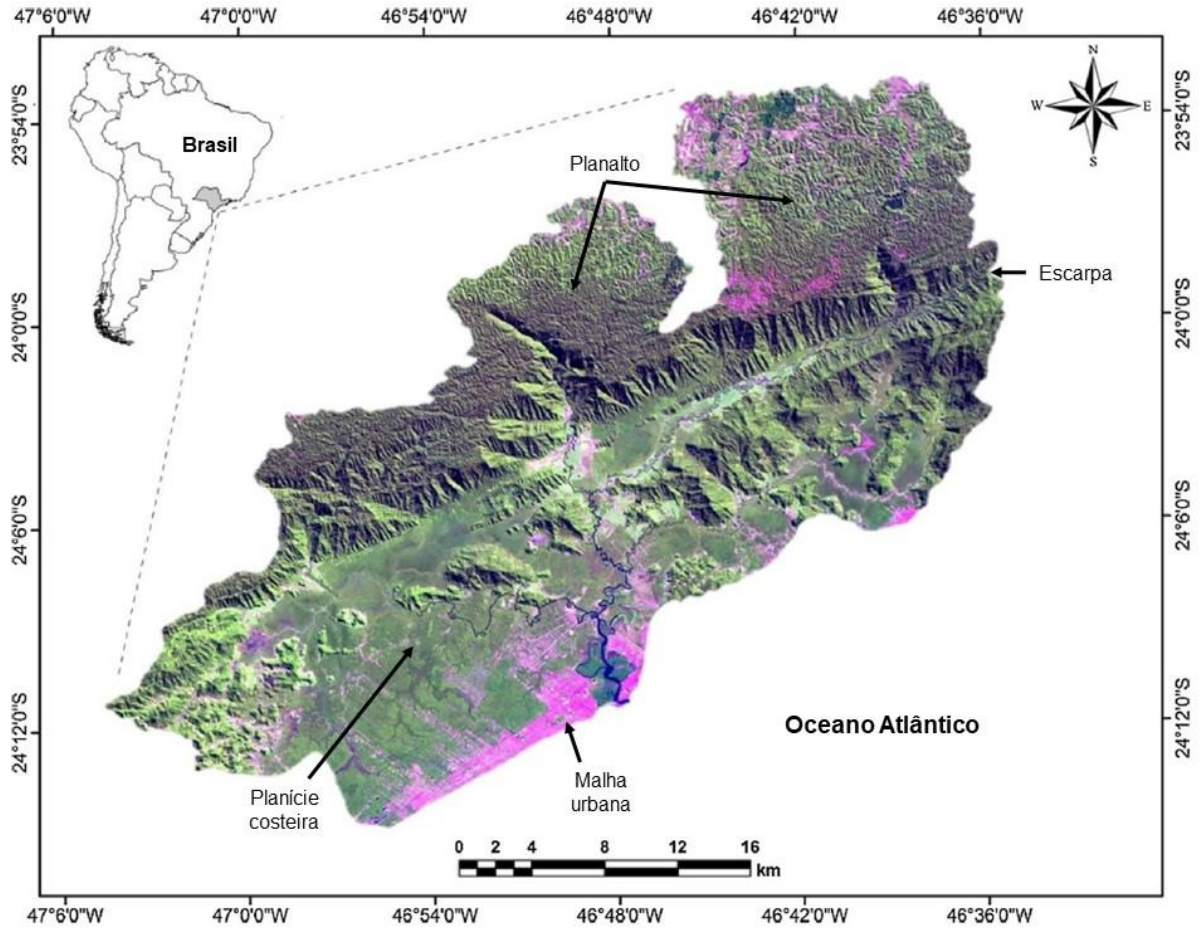 47°6'0"W 47°0'0"W 46°54'0"W 46°48'0"W 46°42'0"W 46°36'0"W
N
W E
S
23°54'0"S 23°54'0"S
Brasil
Planalto
Escarpa
24°0'0"S 24°0'0"S
24°6'0"S 24°6'0"S
24°12'0"S 24°12'0"S
Oceano Atlântico
Planície
costeira
Malha
urbana
0 2 4 8 12 16
km
47°6'0"W 47°0'0"W 46°54'0"W 46°48'0"W 46°42'0"W 46°36'0"W